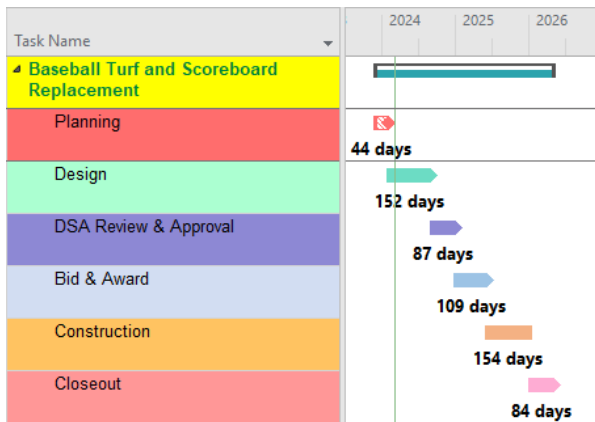 2024 2025 2026
Task Name
Baseball Turf and Scoreboard
Replacement
Planning
44 days
Design
152 days
DSA Review & Approval
87 days
Bid & Award
109 days
Construction
154 days
Closeout
84 days